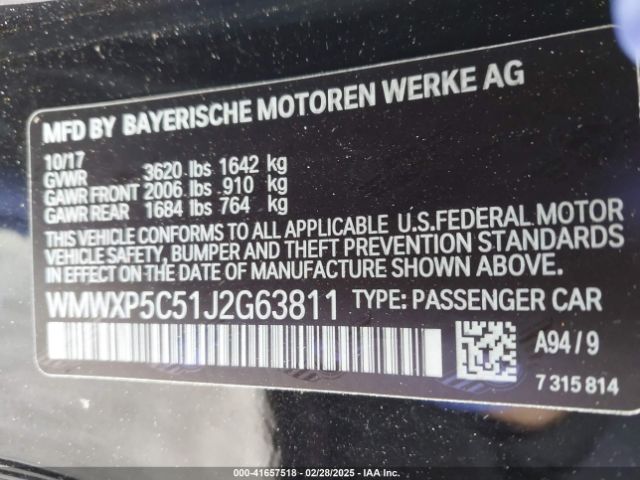 MFD BY BAYERISCHE MOTOREN WERKE AG
10/17
GVWR 3620 lbs 1642 kg
GAWR FRONT 2006 lbs 910 kg
GAWR REAR 1684 lbs 764 kg
THIS VEHICLE CONFORMS TO ALL APPLICABLE U.S.FEDERAL MOTOR
VEHICLE SAFETY, BUMPER AND THEFT PREVENTION STANDARDS
IN EFFECT ON THE DATE OF MANUFACTURE SHOWN ABOVE.
WMWXP5C51J2G63811 TYPE: PASSENGER CAR
A94/9
7 315 814
000-41657518 - 02/28/2025 - IAA Inc.